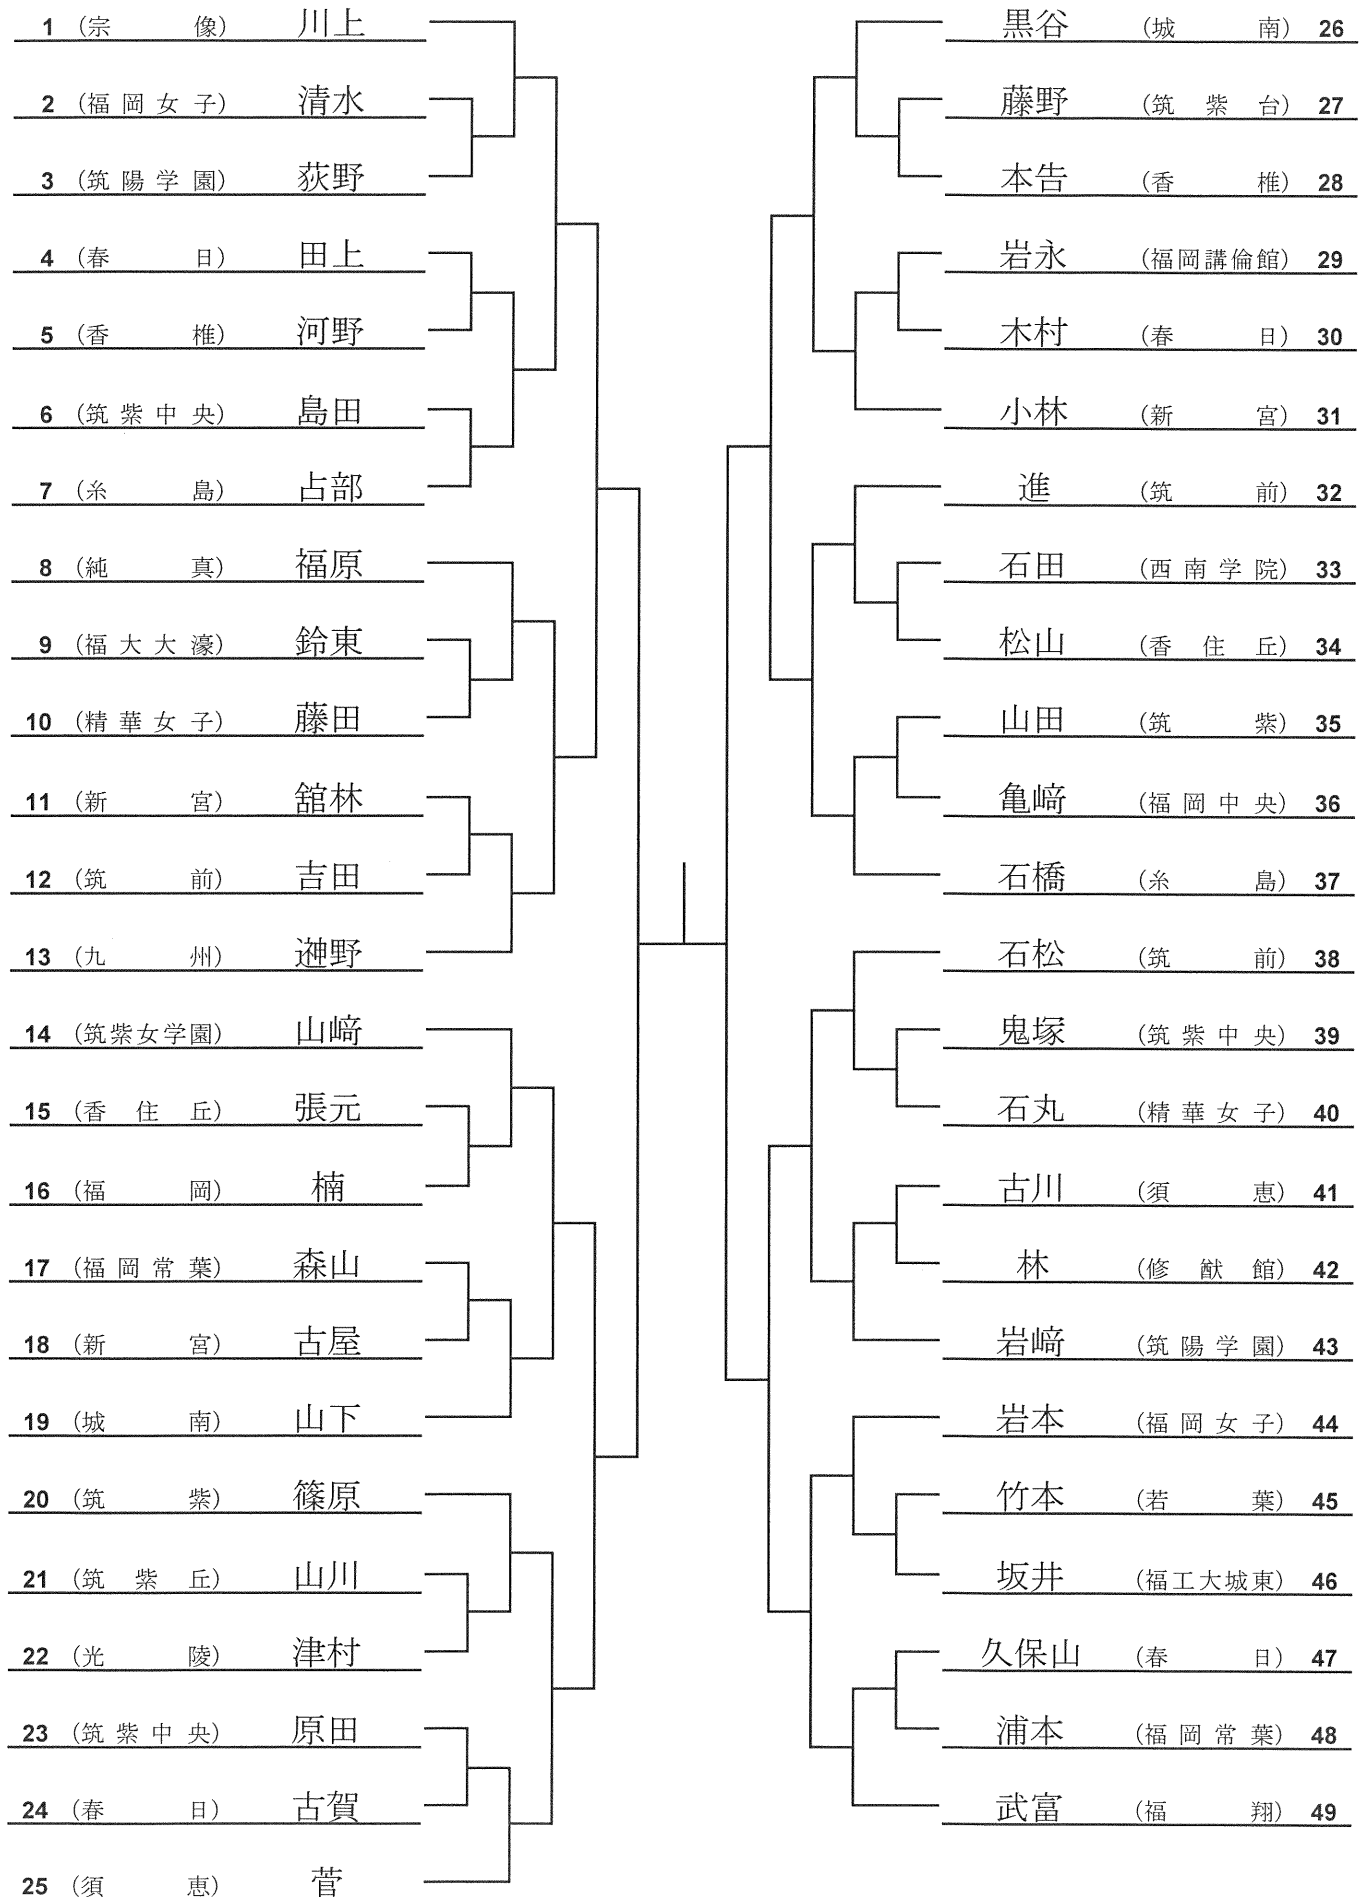 1 (宗像) 川上
2 (福岡女子) 清水
3 (筑陽学園) 荻野
4 (春日) 田上
5 (香椎) 河野
6 (筑紫中央) 島田
7 (糸島) 占部
8 (純真) 福原
9 (福大大濠) 鈴東
10 (精華女子) 藤田
11 (新宮) 舘林
12 (筑前) 吉田
13 (九州) 野
14 (筑紫女学園) 山﨑
15 (香住丘) 張元
16 (福岡) 楠
17 (福岡常葉) 森山
18 (新宮) 古屋
19 (城南) 山下
20 (筑紫) 篠原
21 (筑紫丘) 山川
22 (光陵) 津村
23 (筑紫中央) 原田
24 (春日) 古賀
25 (須恵) 菅
黒谷 (城南) 26
藤野 (筑紫台) 27
本告 (香椎) 28
岩永 (福岡講倫館) 29
木村 (春日) 30
小林 (新宮) 31
進 (筑前) 32
石田 (西南学院) 33
松山 (香住丘) 34
山田 (筑紫) 35
亀﨑 (福岡中央) 36
石橋 (糸島) 37
石松 (筑前) 38
鬼塚 (筑紫中央) 39
石丸 (精華女子) 40
古川 (須恵) 41
林 (修猷館) 42
岩﨑 (筑陽学園) 43
岩本 (福岡女子) 44
竹本 (若葉) 45
坂井 (福工大城東) 46
久保山 (春日) 47
浦本 (福岡常葉) 48
武富 (福翔) 49